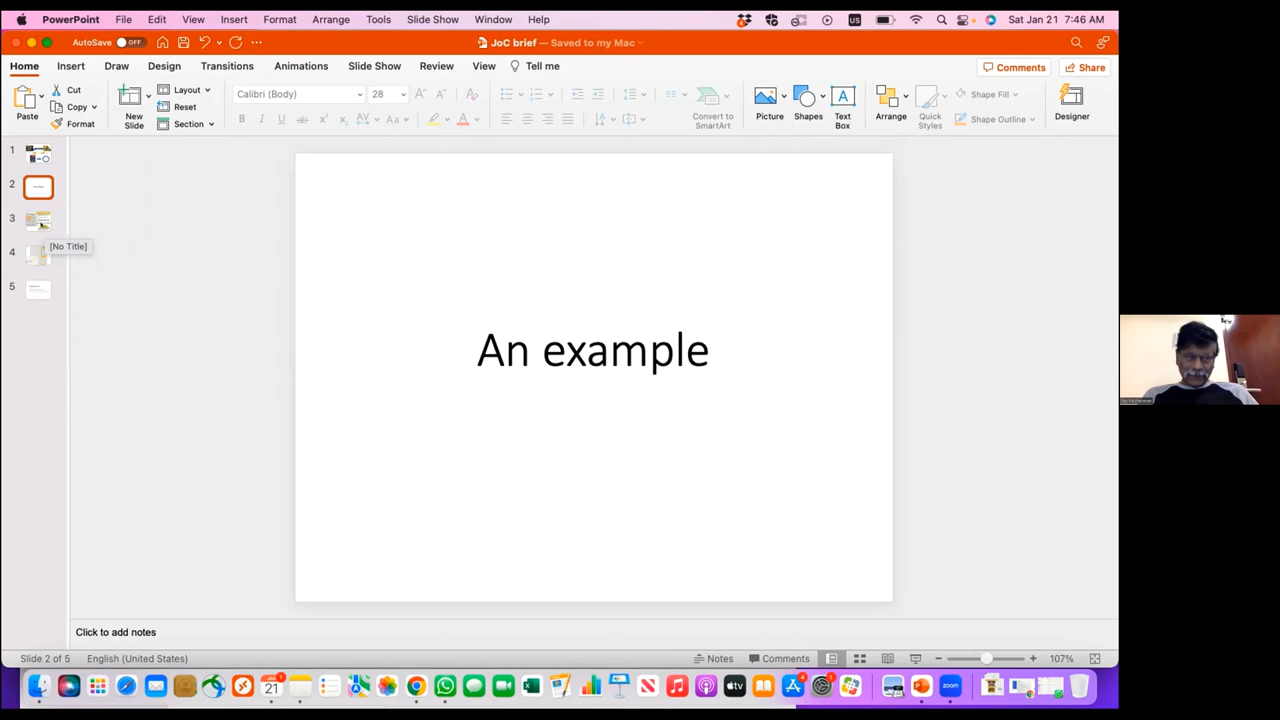 PowerPoint File Edit View Insert Format Arrange Tools Slide Show Window Help US Sat Jan 21 7:46 AM
AutoSave OFF JoC brief — Saved to my Mac
Home Insert Draw Design Transitions Animations Slide Show Review View Tell me Comments Share
Paste Cut Copy Format New Slide Layout Reset Section Calibri (Body) 28 Convert to SmartArt Picture Shapes Text Box Arrange Quick Styles Shape Fill Shape Outline Designer
1
2
3
[No Title]
4
5
An example
Click to add notes
Slide 2 of 5 English (United States) Notes Comments 107%
21